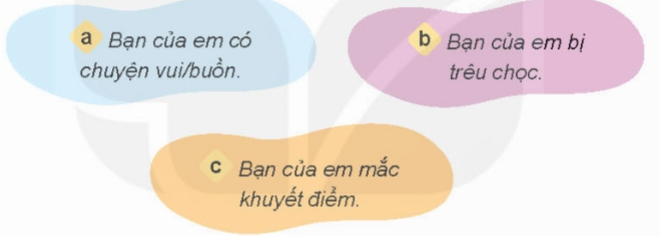 a Bạn của em có
chuyện vui/buồn.
b Bạn của em bị
trêu chọc.
c Bạn của em mắc
khuyết điểm.